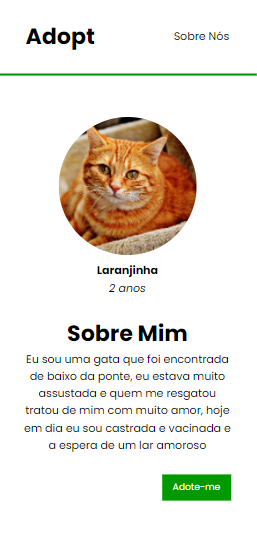 Adopt
Sobre Nós
Laranjinha
2 anos
Sobre Mim
Eu sou uma gata que foi encontrada
de baixo da ponte, eu estava muito
assustada e quem me resgatou
tratou de mim com muito amor, hoje
em dia eu sou castrada e vacinada e
a espera de um lar amoroso
Adote-me